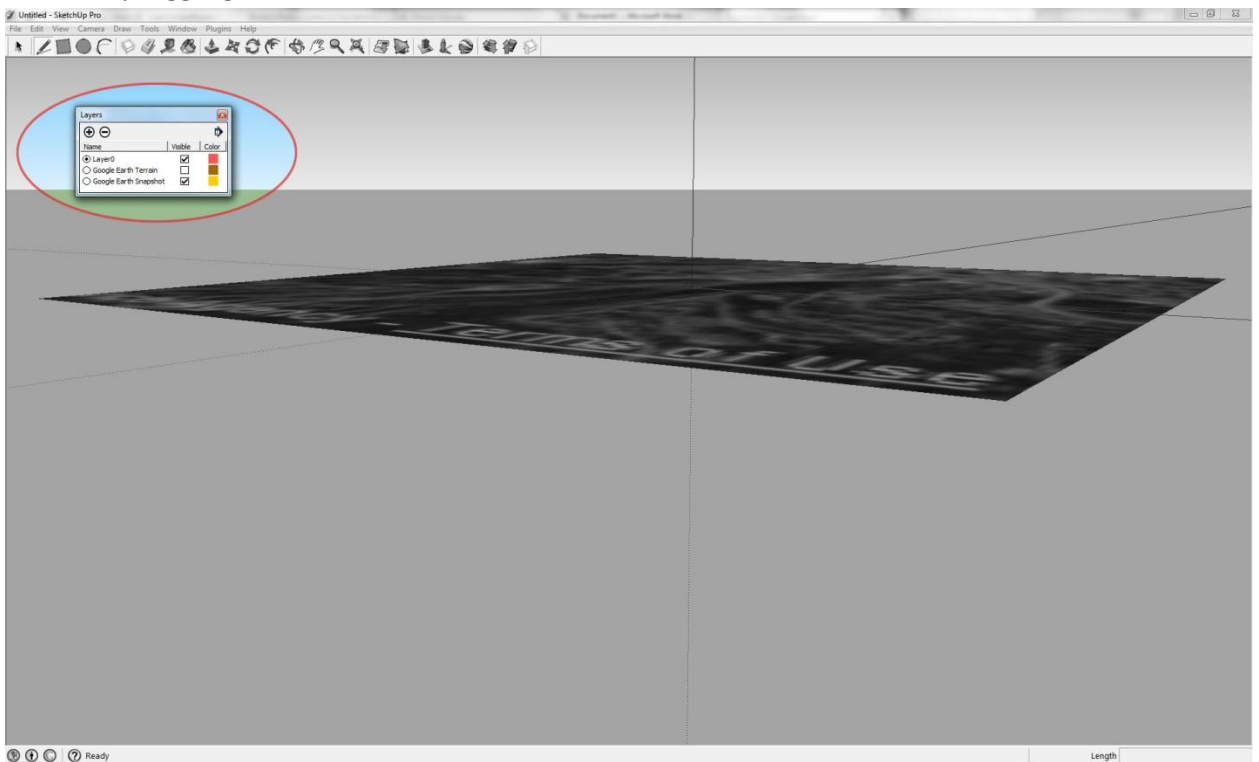 Untitled - SketchUp Pro
File Edit View Camera Draw Tools Window Plugins Help
Layers
Name Visible Color
Layer0
Google Earth Terrain
Google Earth Snapshot
- Terms of Use
Ready
Length